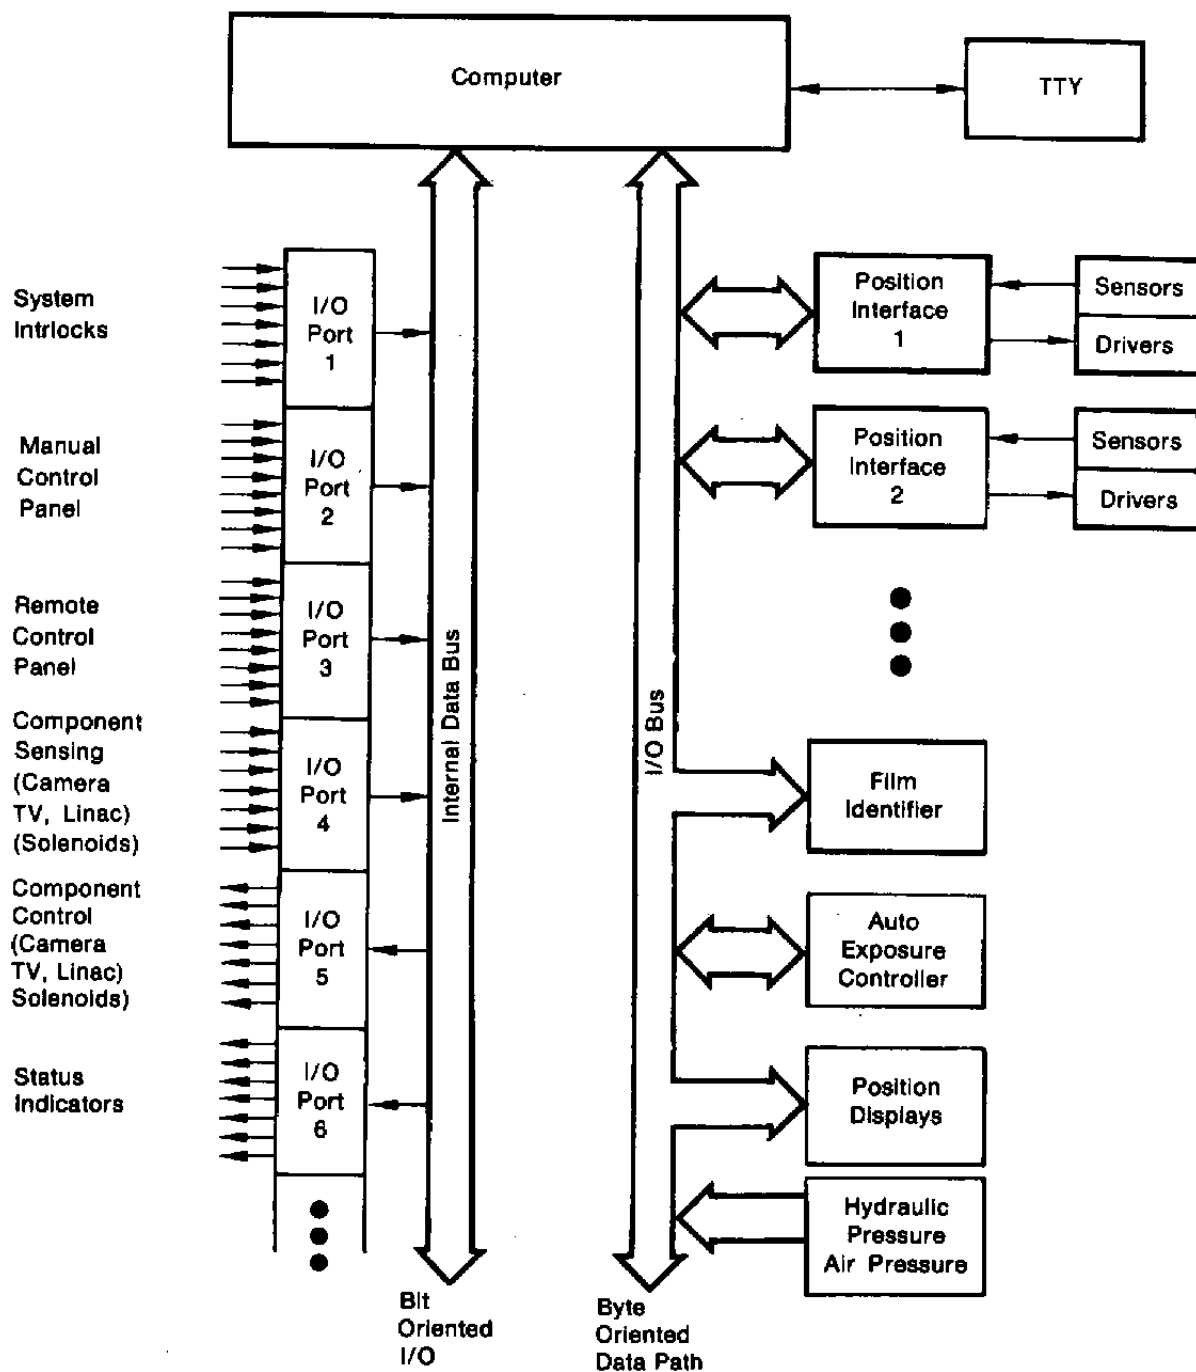 Computer
TTY
System
Intrlocks
I/O
Port
1
Manual
Control
Panel
I/O
Port
2
Remote
Control
Panel
I/O
Port
3
Component
Sensing
(Camera
TV, Linac)
(Solenoids)
I/O
Port
4
Component
Control
(Camera
TV, Linac)
Solenoids)
I/O
Port
5
Status
Indicators
I/O
Port
6
Internal Data Bus
Bit
Oriented
I/O
I/O Bus
Byte
Oriented
Data Path
Position
Interface
1
Sensors
Drivers
Position
Interface
2
Sensors
Drivers
Film
Identifier
Auto
Exposure
Controller
Position
Displays
Hydraulic
Pressure
Air Pressure